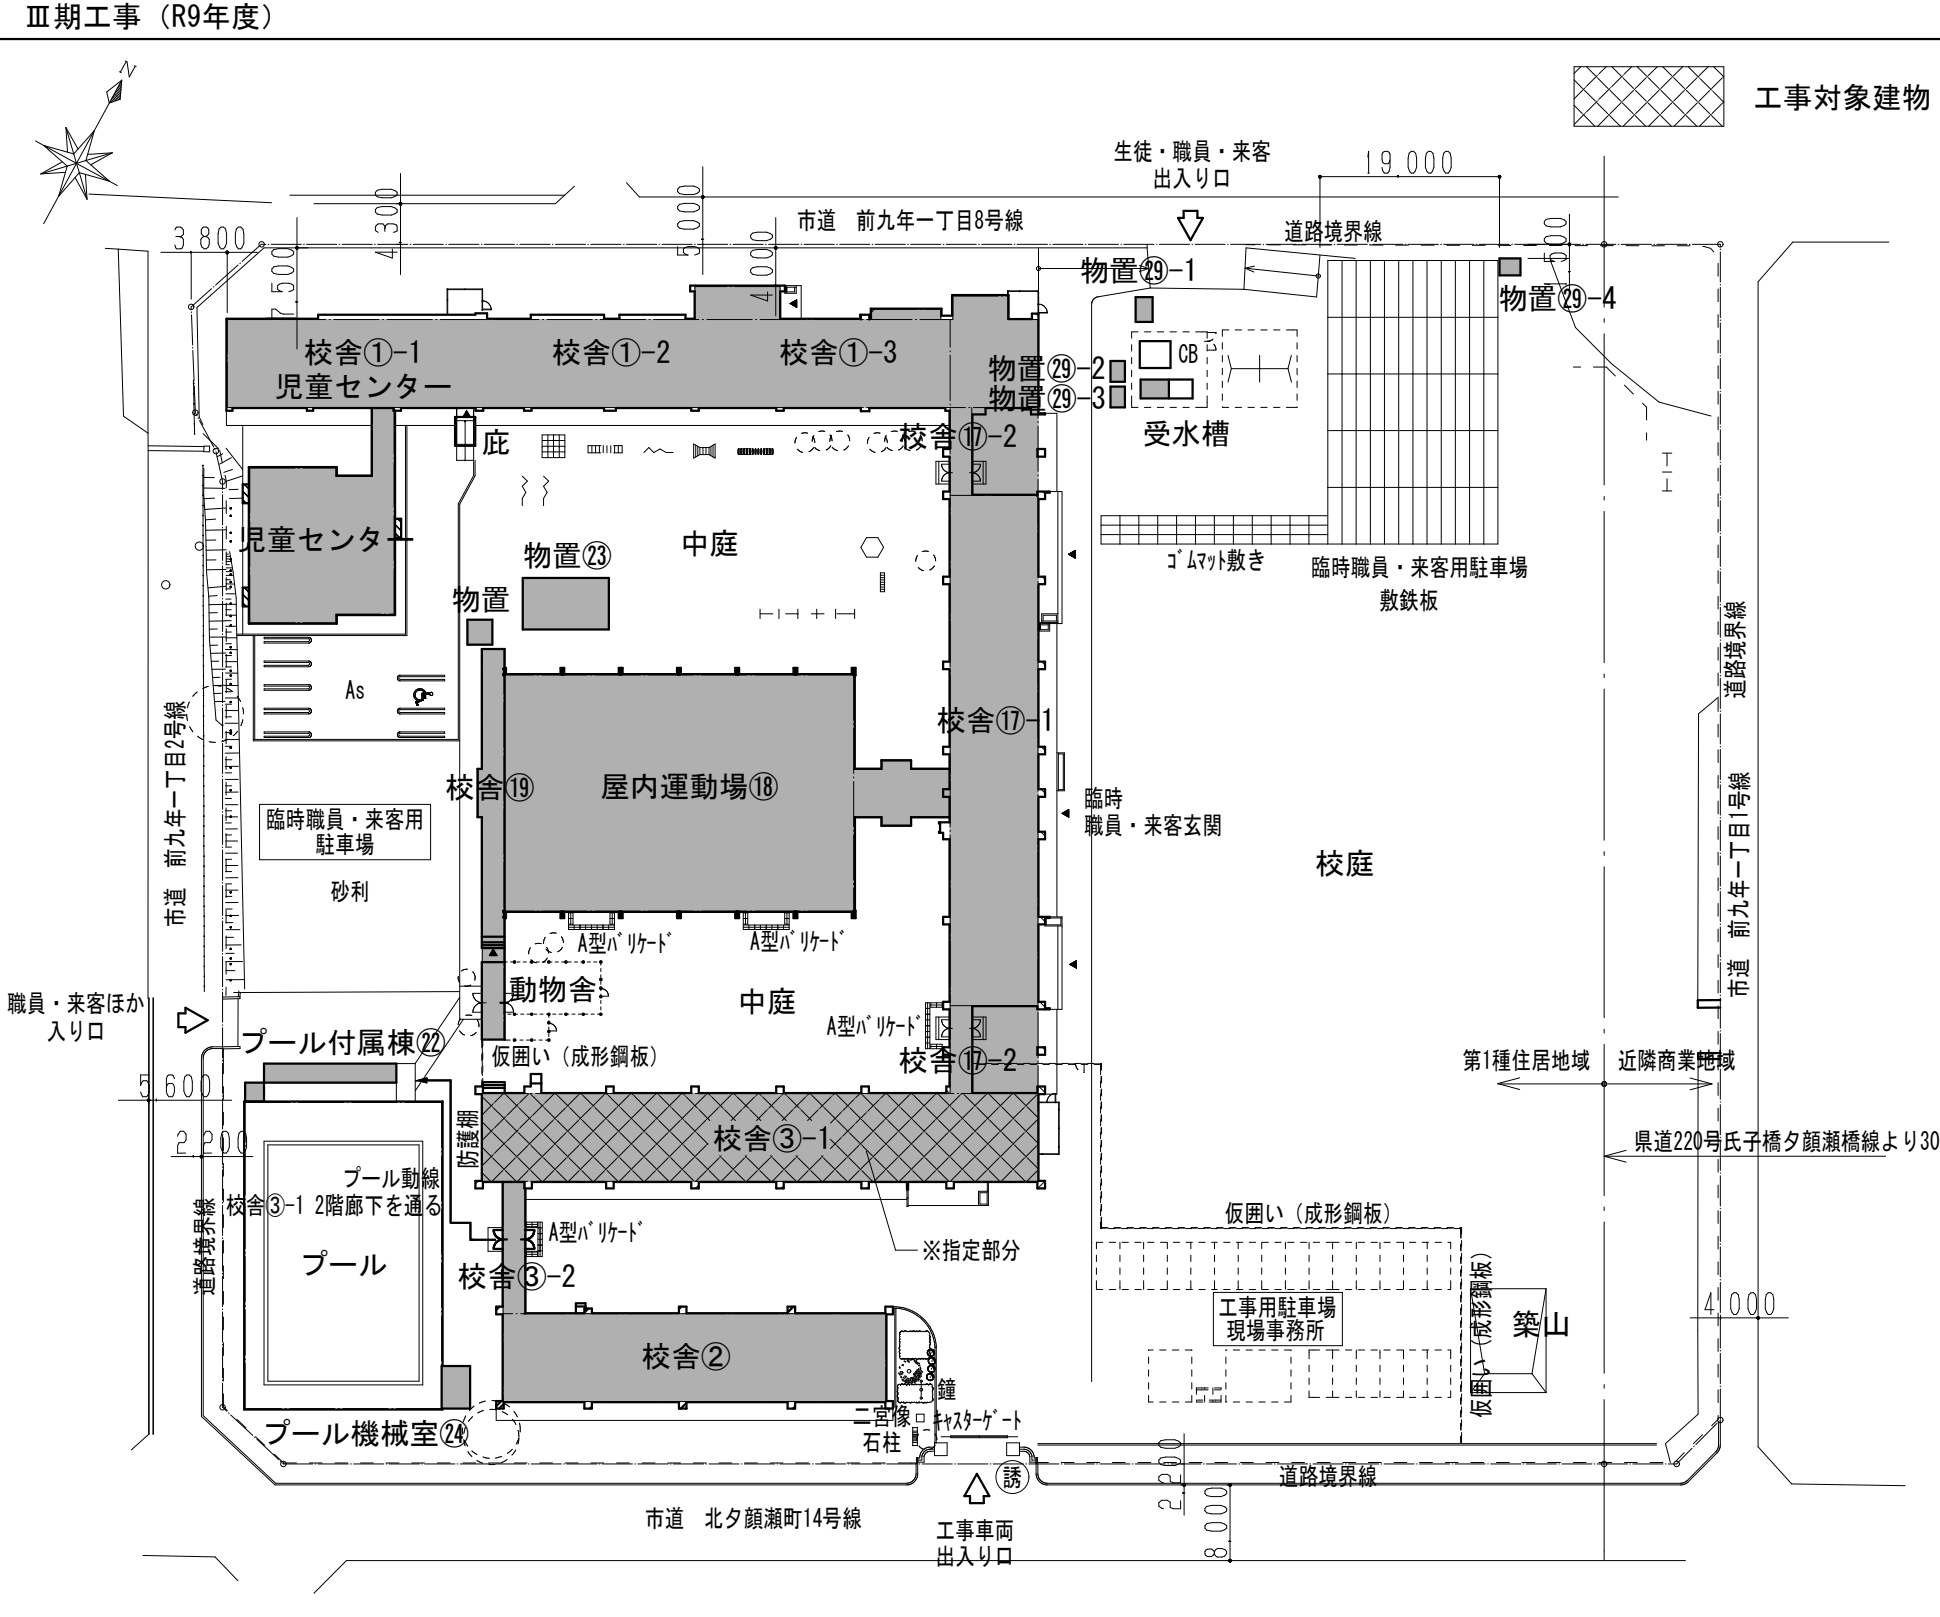 Ⅲ期工事（R9年度）
N
工事対象建物
生徒・職員・来客
出入り口
19,000
市道　前九年一丁目8号線
道路境界線
3,800
7,500
4,300
5,000
4,000
500
物置㉙-1
物置㉙-4
校舎①-1
校舎①-2
校舎①-3
児童センター
物置㉙-2
物置㉙-3
CB
受水槽
庇
校舎⑰-2
児童センター
中庭
物置㉓
物置
ｺﾞﾑﾏｯﾄ敷き
臨時職員・来客用駐車場
敷鉄板
道路境界線
As
市道　前九年一丁目2号線
校舎⑰-1
校舎⑲
屋内運動場⑱
臨時
職員・来客玄関
臨時職員・来客用
駐車場
砂利
校庭
市道　前九年一丁目1号線
A型ﾊﾞﾘｹｰﾄﾞ
A型ﾊﾞﾘｹｰﾄﾞ
動物舎
中庭
A型ﾊﾞﾘｹｰﾄﾞ
職員・来客ほか
入り口
プール付属棟㉒
仮囲い（成形鋼板）
校舎⑰-2
第1種住居地域
近隣商業地域
5,600
2,200
防護棚
校舎③-1
県道220号氏子橋夕顔瀬橋線より30
プール動線
校舎③-1 2階廊下を通る
道路境界線
A型ﾊﾞﾘｹｰﾄﾞ
※指定部分
仮囲い（成形鋼板）
プール
校舎③-2
工事用駐車場
現場事務所
仮囲い（成形鋼板）
築山
4,000
校舎②
鐘
二宮像
石柱
ｷｬｽﾀｰｹﾞｰﾄ
プール機械室㉔
誘
2,200
道路境界線
8,000
市道　北夕顔瀬町14号線
工事車両
出入り口